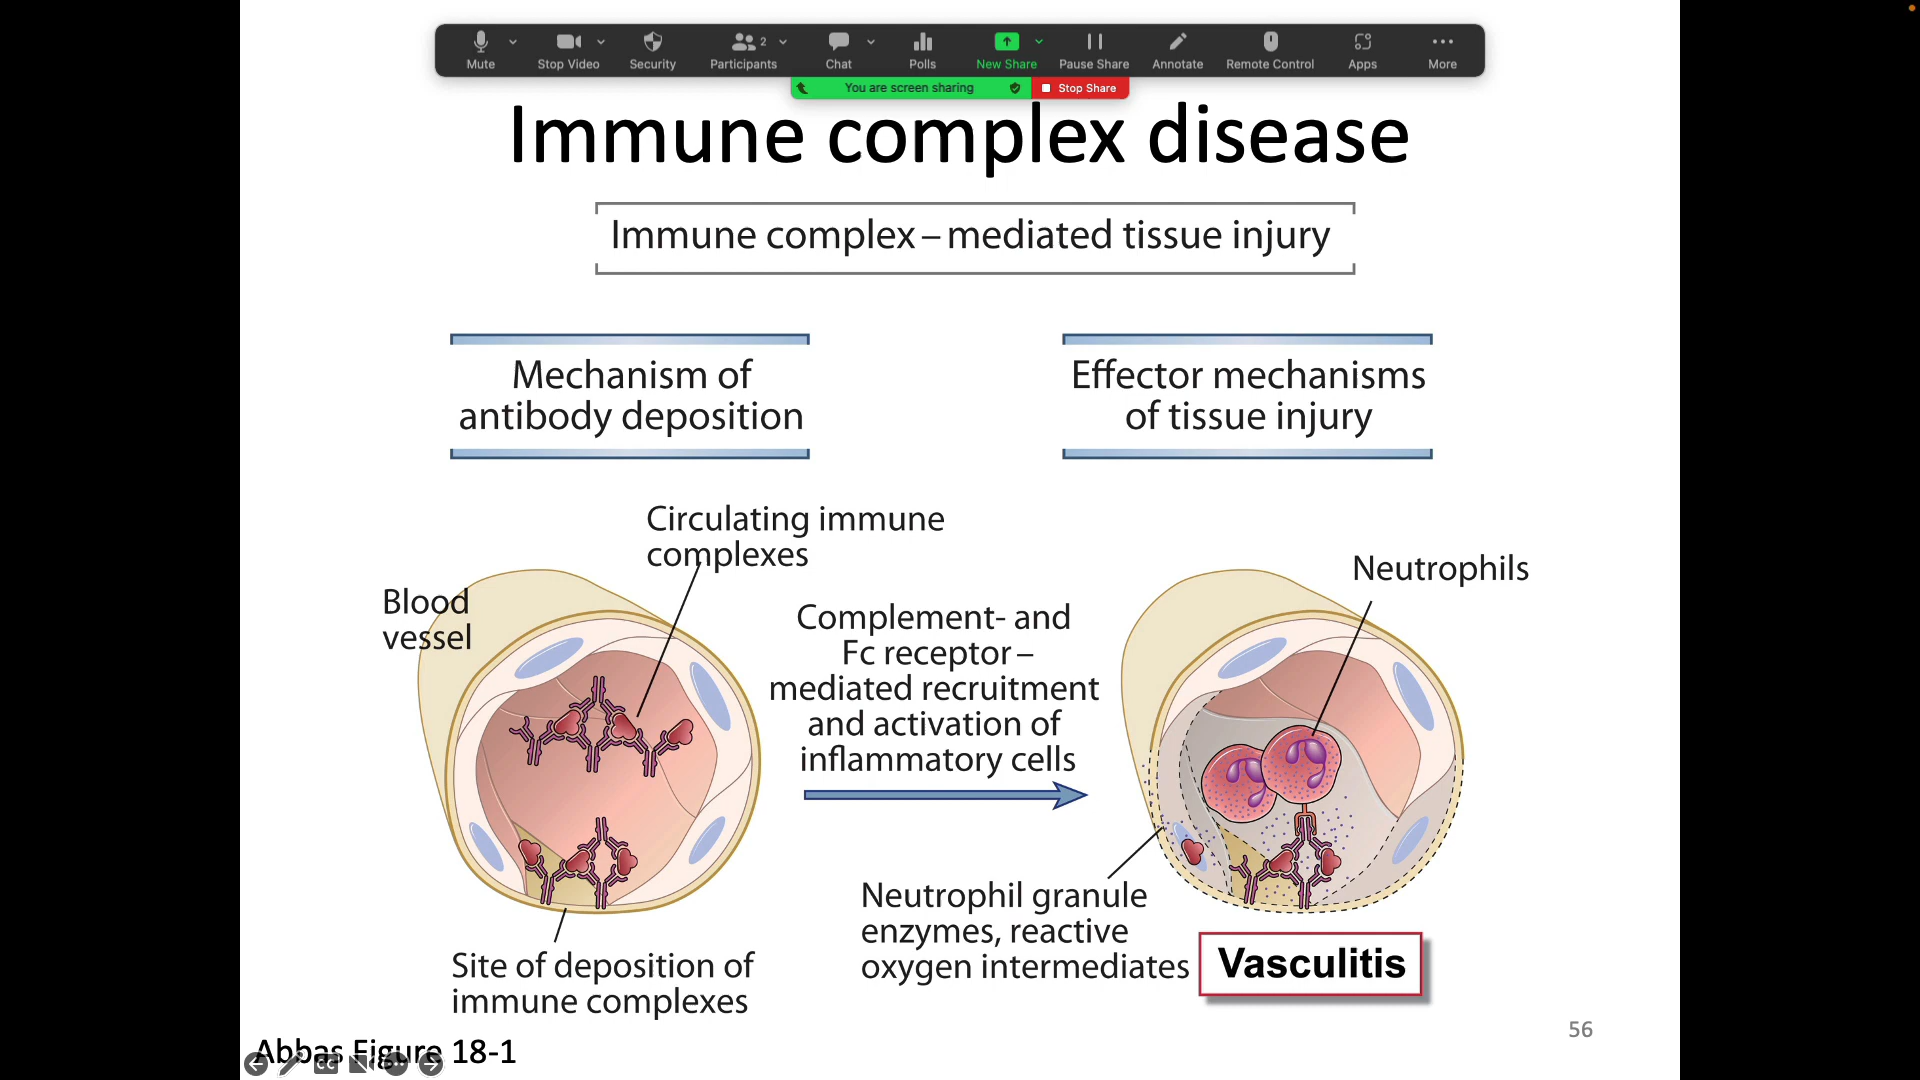 Mute
Stop Video
Security
Participants 2
Chat
Polls
New Share
Pause Share
Annotate
Remote Control
Apps
More
You are screen sharing
Stop Share
Immune complex disease
Immune complex – mediated tissue injury
Mechanism of
antibody deposition
Effector mechanisms
of tissue injury
Circulating immune
complexes
Blood
vessel
Complement- and
Fc receptor –
mediated recruitment
and activation of
inflammatory cells
Neutrophils
Neutrophil granule
enzymes, reactive
oxygen intermediates
Vasculitis
Site of deposition of
immune complexes
56
Abbas Figure 18-1
CC